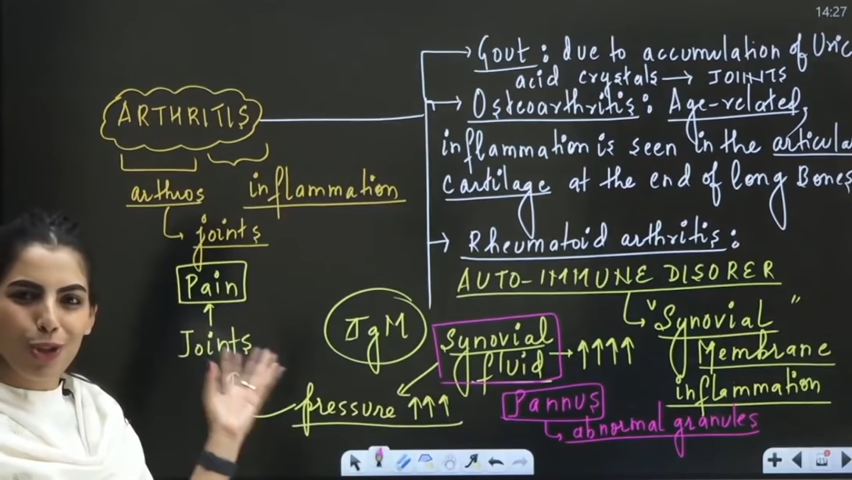 14:27
ARTHRITIS
arthros
inflammation
joints
Pain
Joints
Gout : due to accumulation of Uric
acid crystals → JOINTS
Osteoarthritis : Age-related,
inflammation is seen in the articular
cartilage at the end of long Bones
Rheumatoid arthritis :
AUTO-IMMUNE DISORER
"Synovial"
Membrane
inflammation
IgM
Synovial
fluid → ↑↑↑↑
pressure ↑↑↑
Pannus
abnormal granules